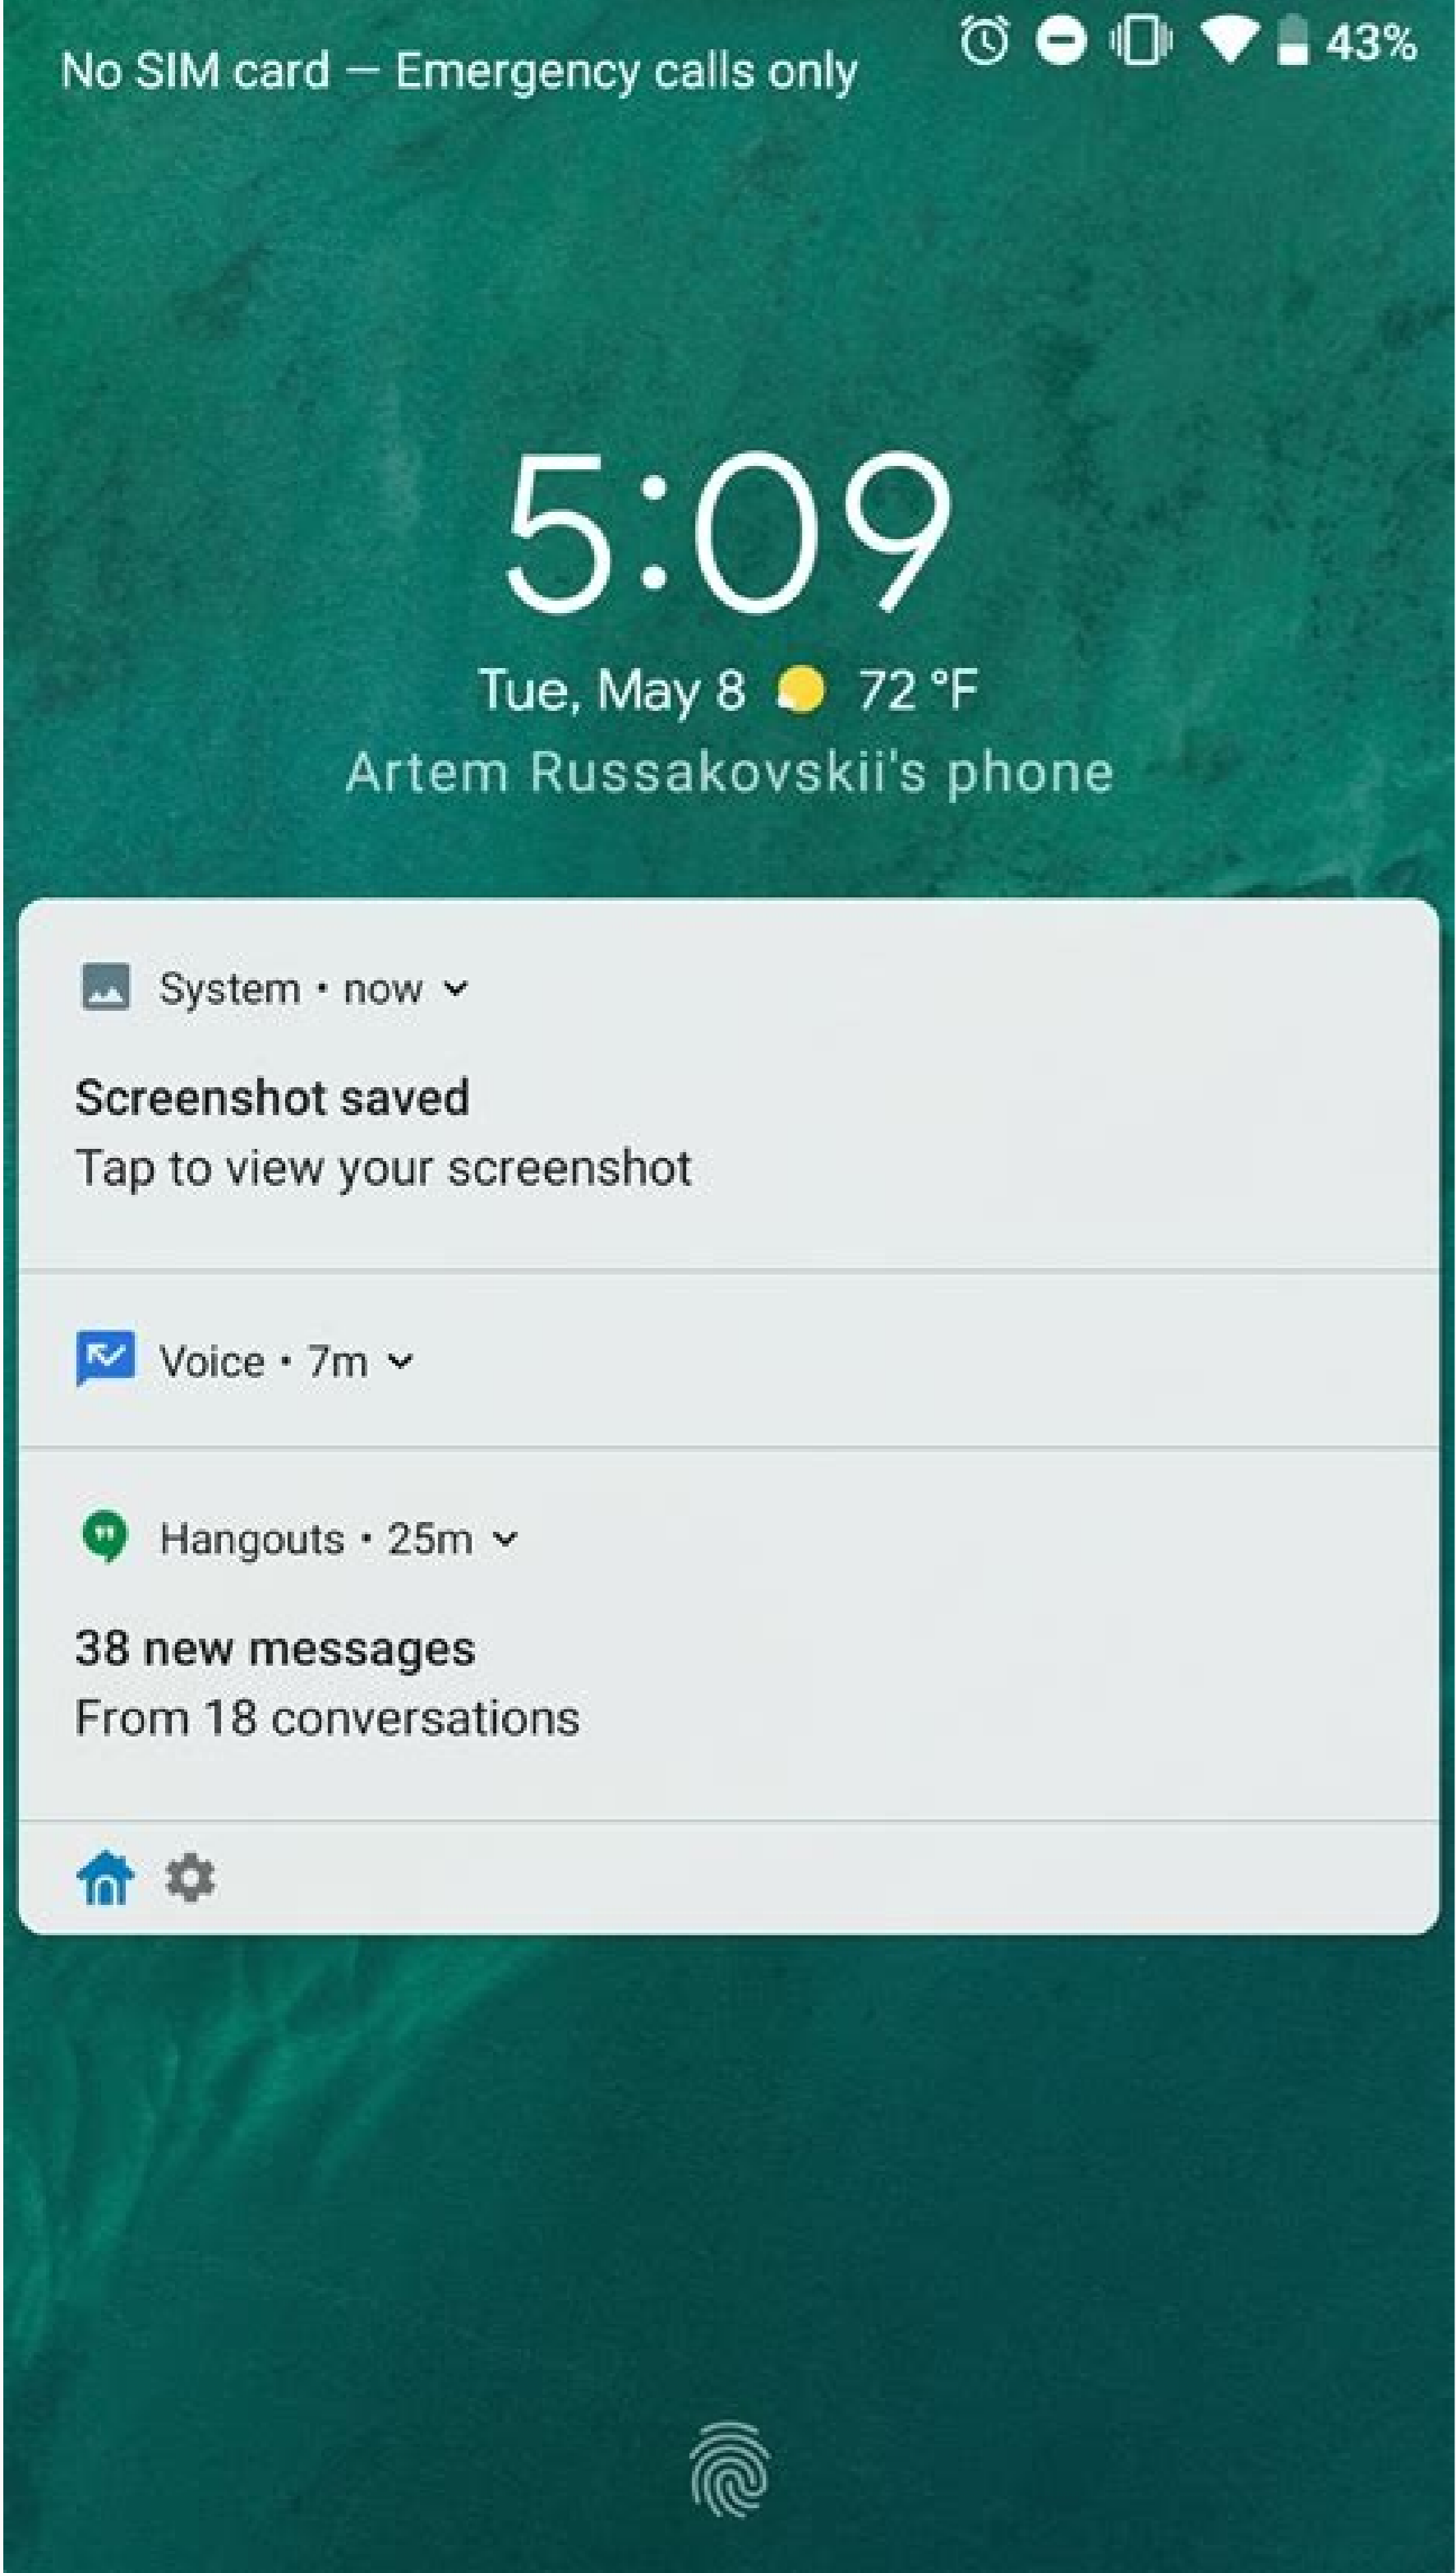 No SIM card — Emergency calls only
43%
5:09
Tue, May 8 72 °F
Artem Russakovskii's phone
System • now
Screenshot saved
Tap to view your screenshot
Voice • 7m
Hangouts • 25m
38 new messages
From 18 conversations